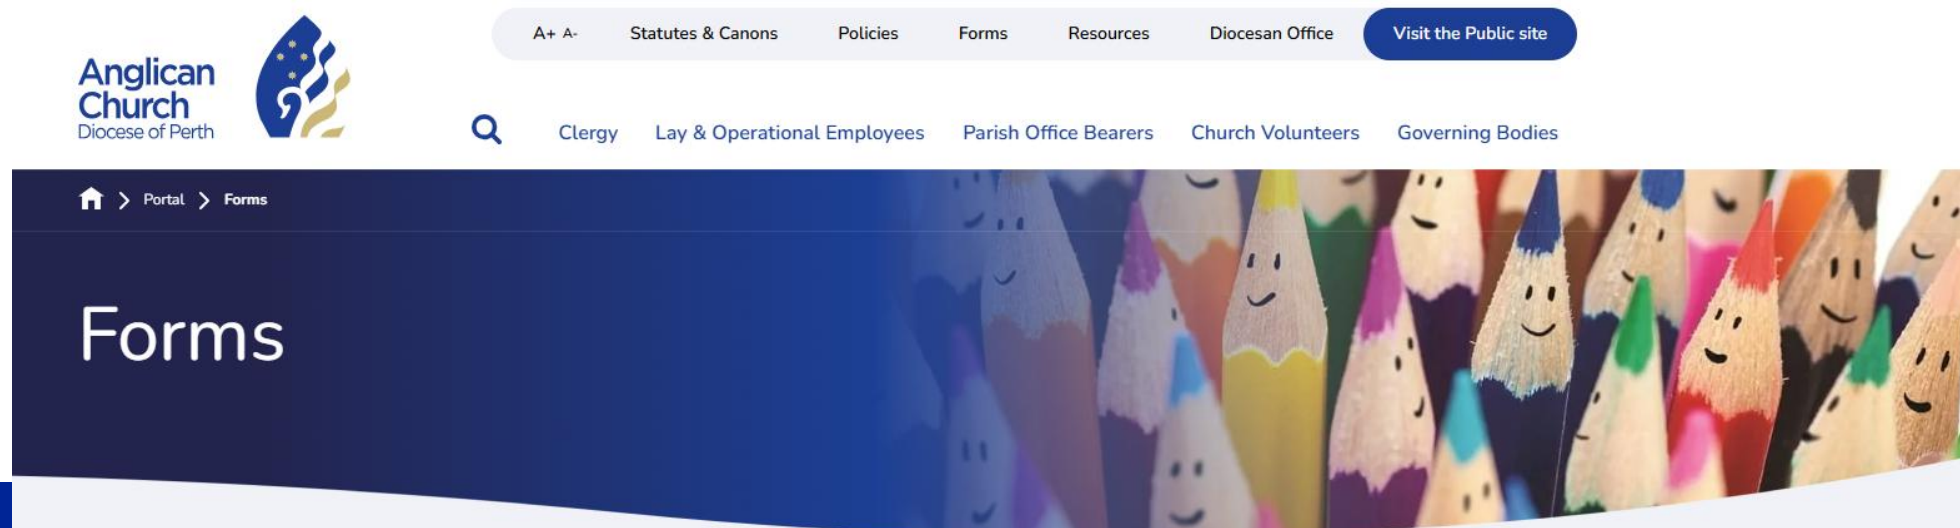 A+ A- Statutes & Canons Policies Forms Resources Diocesan Office Visit the Public site
Anglican
Church
Diocese of Perth
Clergy Lay & Operational Employees Parish Office Bearers Church Volunteers Governing Bodies
Portal Forms
Forms